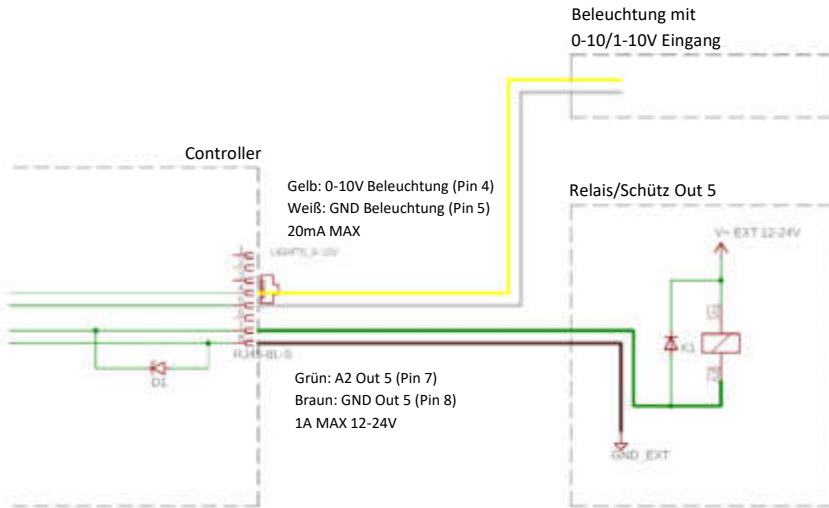 Beleuchtung mit
0-10/1-10V Eingang
Controller
Gelb: 0-10V Beleuchtung (Pin 4)
Weiß: GND Beleuchtung (Pin 5)
20mA MAX
LIGHTS_0-10V
Relais/Schütz Out 5
V+ EXT 12-24V
K1
D1
Grün: A2 Out 5 (Pin 7)
Braun: GND Out 5 (Pin 8)
1A MAX 12-24V
GND_EXT